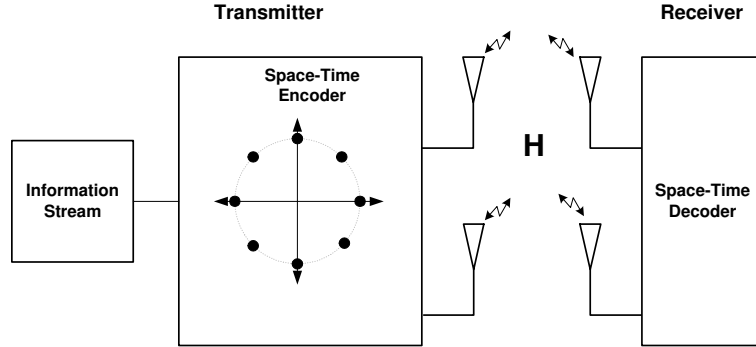 Transmitter
Receiver
Space-Time
Encoder
H
Information
Stream
Space-Time
Decoder